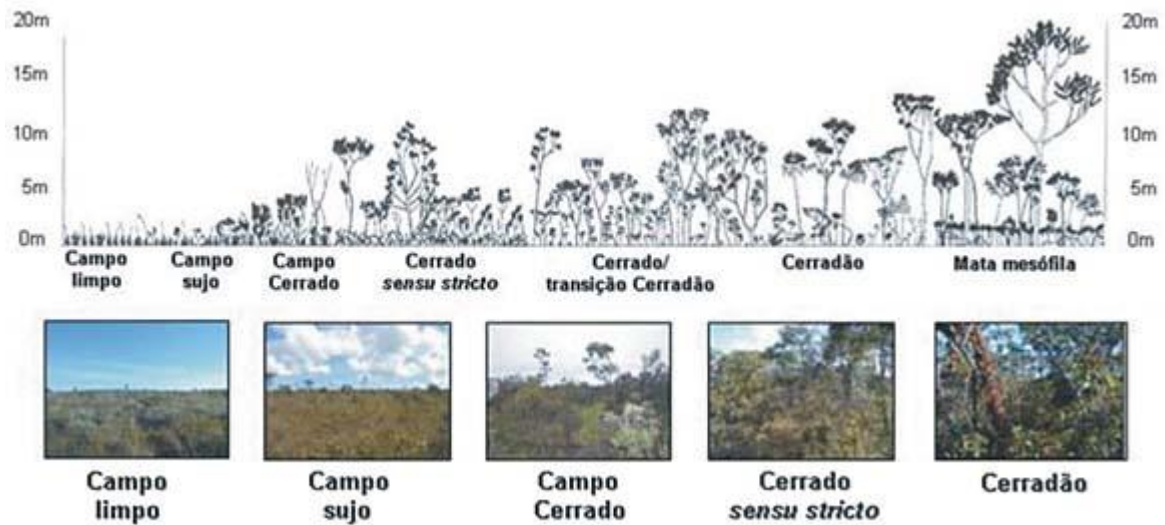 20m 20m
15m 15m
10m 10m
5m 5m
0m 0m
Campo limpo
Campo sujo
Campo Cerrado
Cerrado sensu stricto
Cerrado/ transição Cerradão
Cerradão
Mata mesófila
Campo limpo
Campo sujo
Campo Cerrado
Cerrado sensu stricto
Cerradão